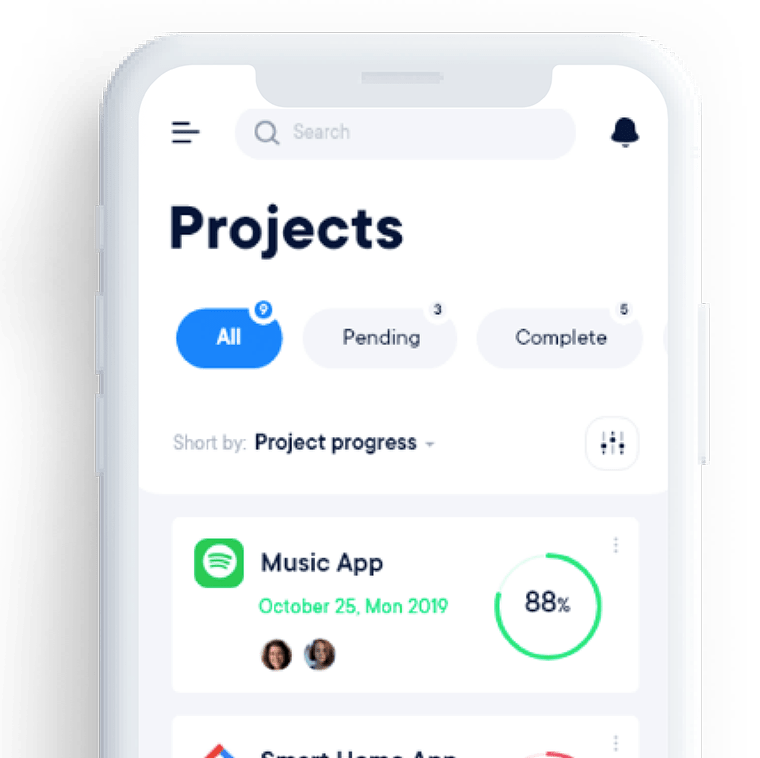 Search
Projects
All 9
Pending 3
Complete 5
Short by: Project progress
Music App
October 25, Mon 2019
88%
Smart Home App